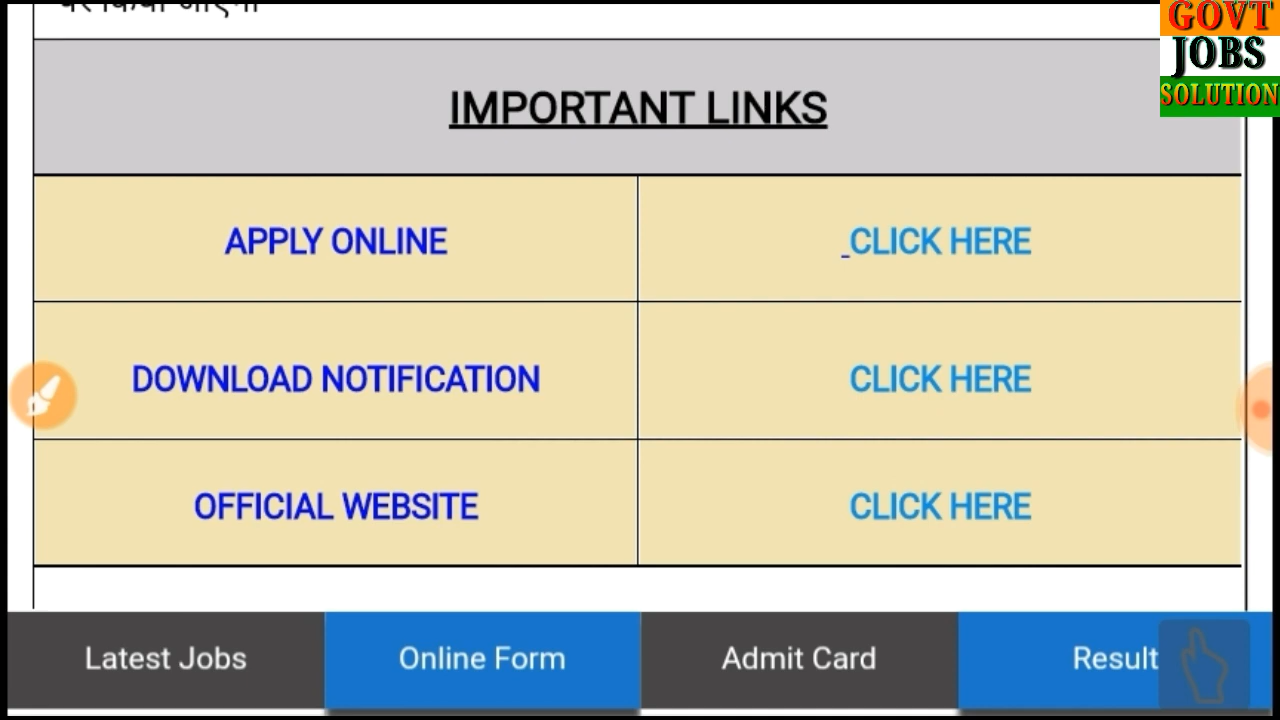 GOVT
JOBS
SOLUTION
IMPORTANT LINKS
APPLY ONLINE CLICK HERE
DOWNLOAD NOTIFICATION CLICK HERE
OFFICIAL WEBSITE CLICK HERE
Latest Jobs Online Form Admit Card Result